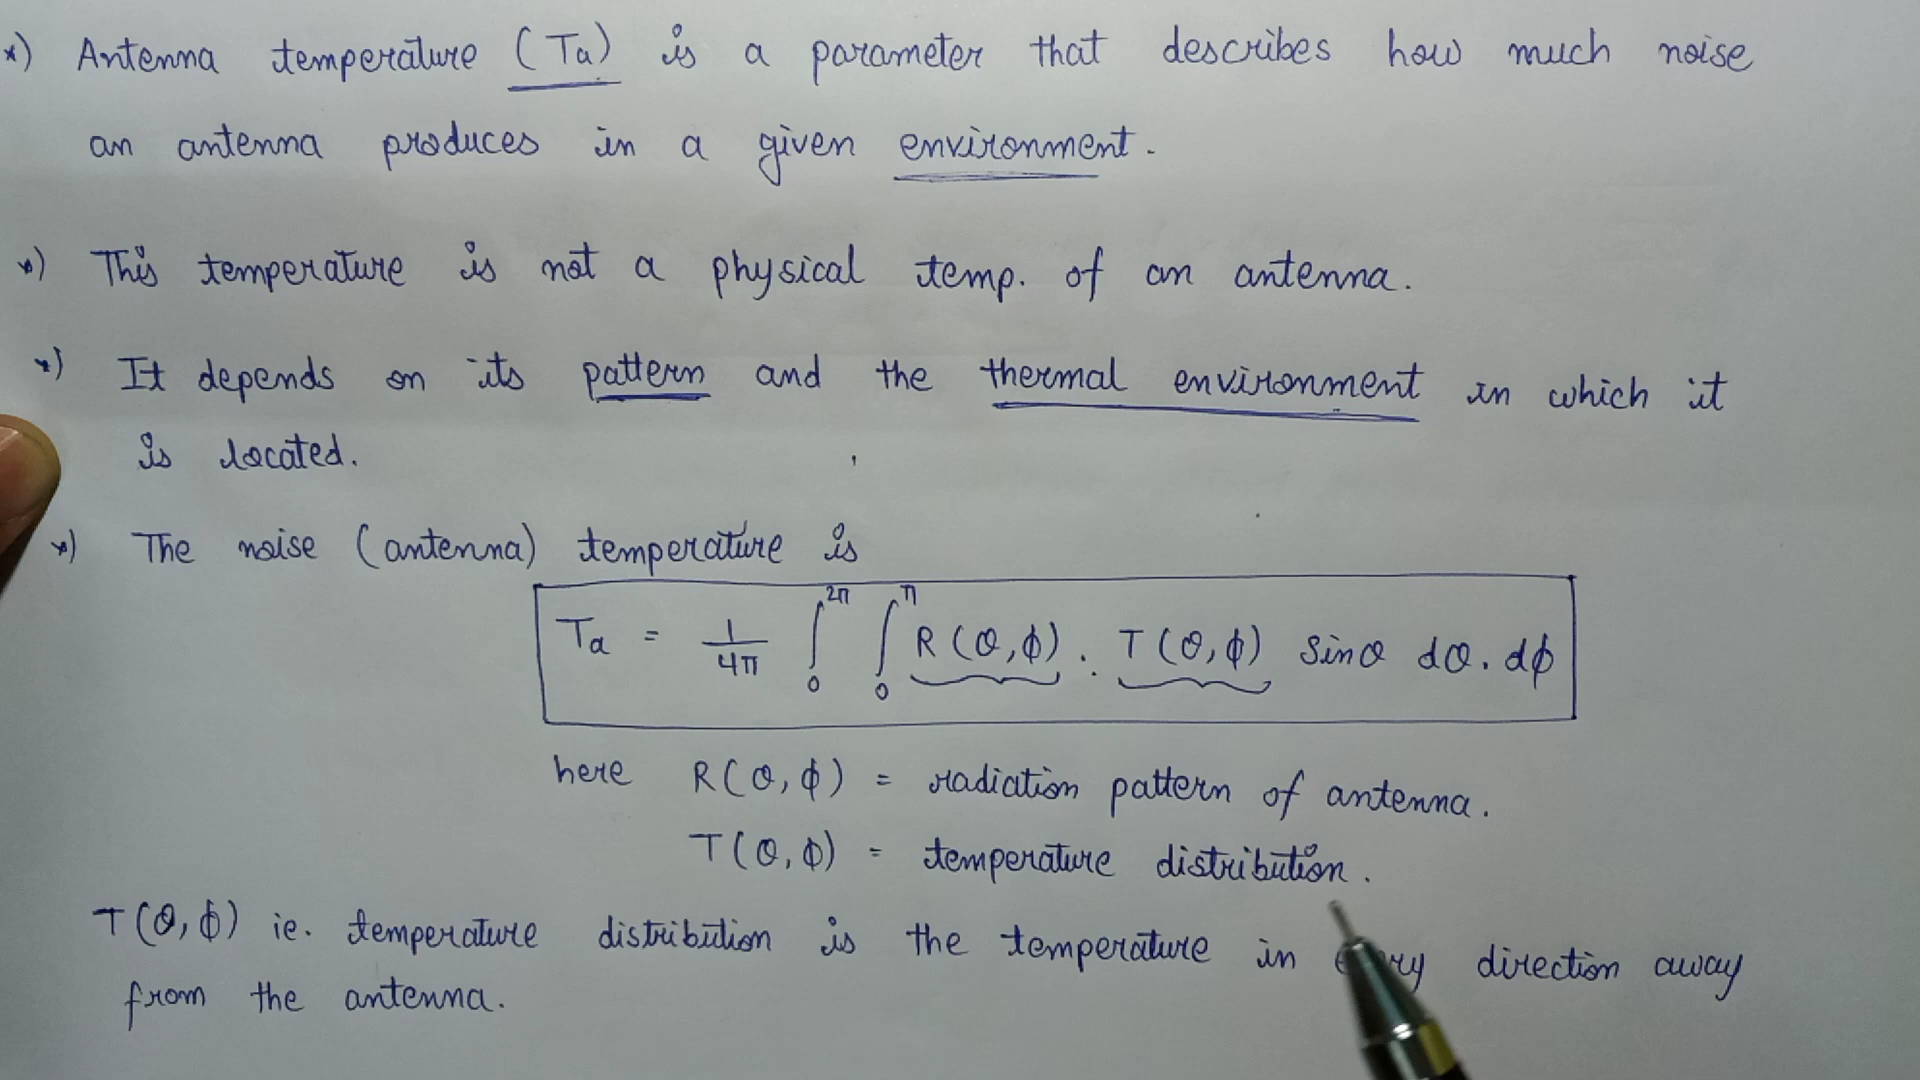 *) Antenna temperature (Ta) is a parameter that describes how much noise
an antenna produces in a given environment.
*) This temperature is not a physical temp. of an antenna.
*) It depends on its pattern and the thermal environment in which it
is located.
*) The noise (antenna) temperature is
Ta = 1/4π ∫₀^2π ∫₀^π R(θ,ϕ) . T(θ,ϕ) Sinθ dθ. dϕ
here R(θ,ϕ) = radiation pattern of antenna.
T(θ,ϕ) = temperature distribution.
T(θ,ϕ) ie. temperature distribution is the temperature in every direction away
from the antenna.